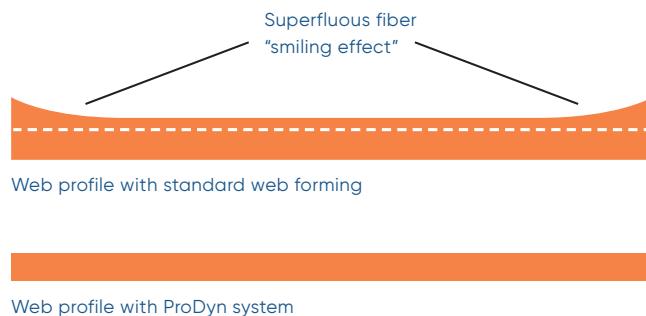 Superfluous fiber
“smiling effect”
Web profile with standard web forming
Web profile with ProDyn system